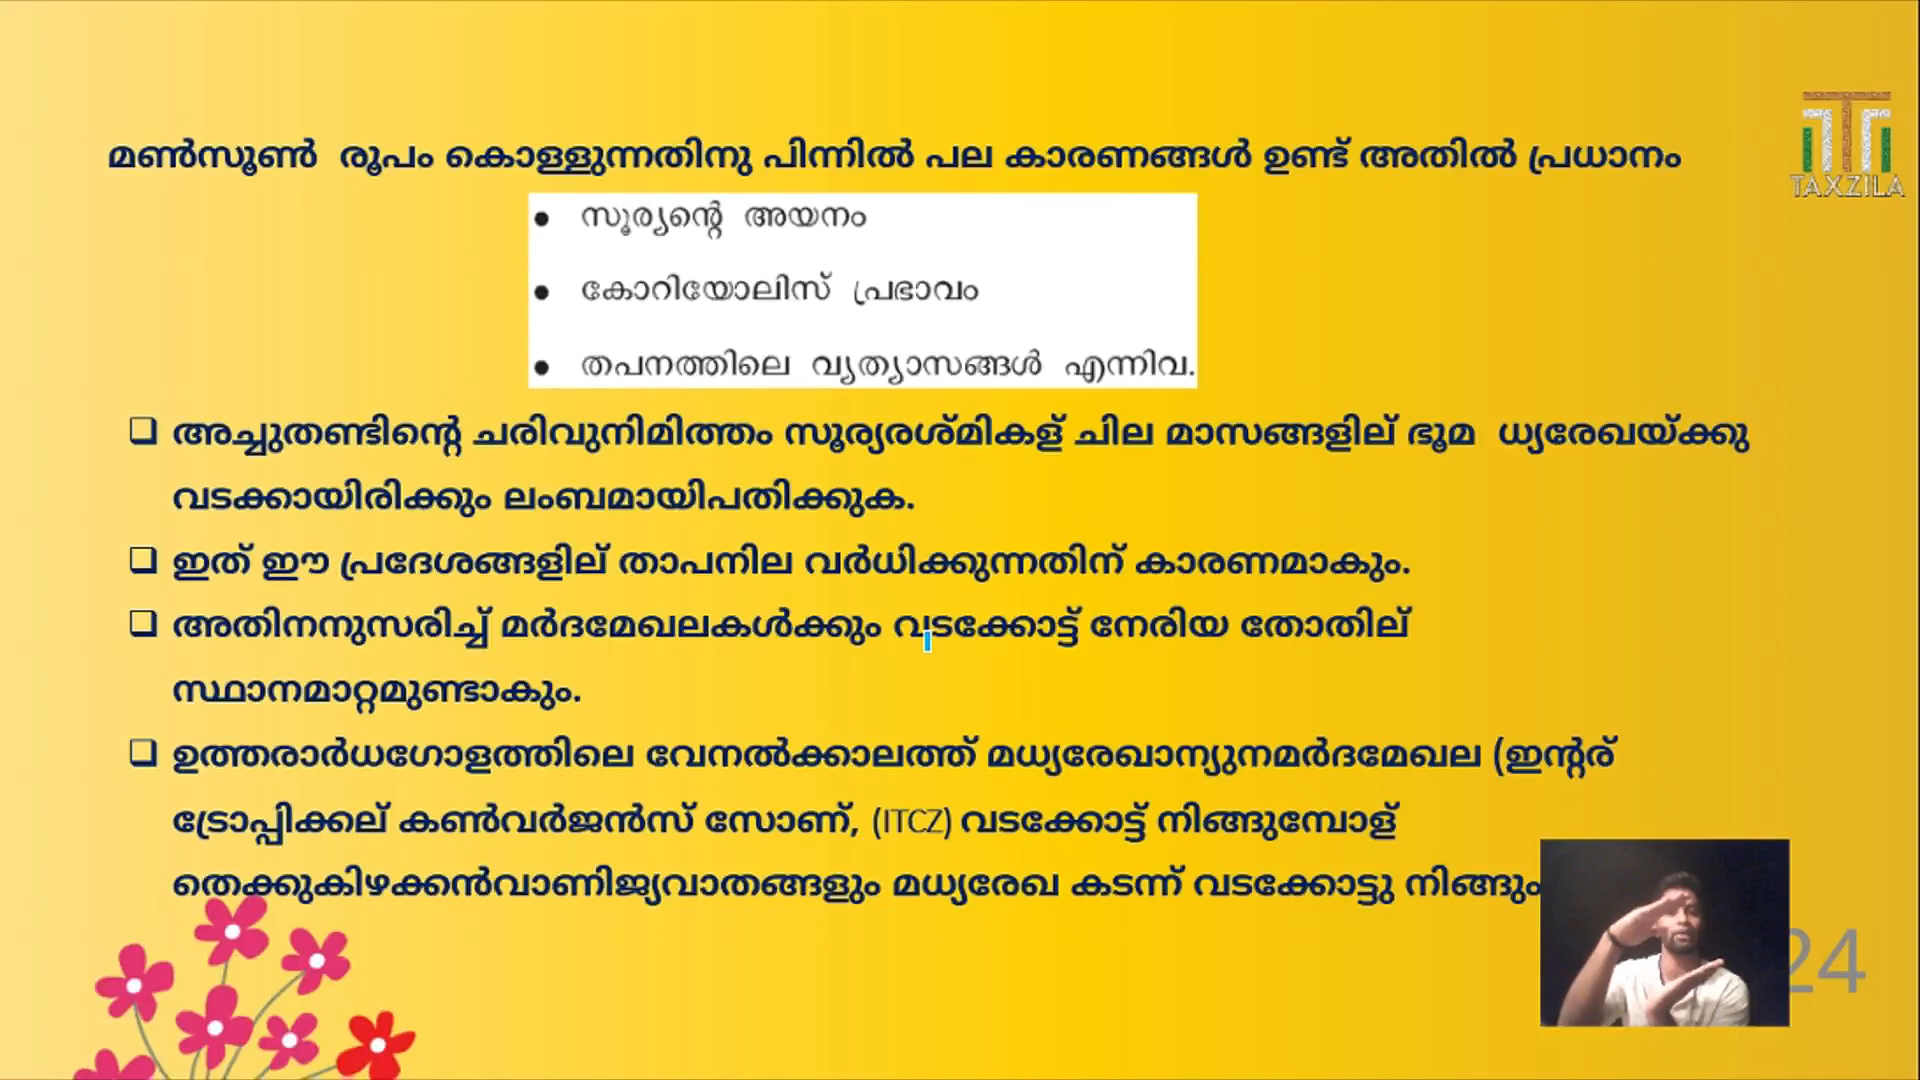 മൺസൂൺ രൂപം കൊള്ളുന്നതിനു പിന്നിൽ പല കാരണങ്ങൾ ഉണ്ട് അതിൽ പ്രധാനം
TAXZILA
• സൂര്യന്റെ അയനം
• കോറിയോലിസ് പ്രഭാവം
• തപനത്തിലെ വ്യത്യാസങ്ങൾ എന്നിവ.
❑ അച്ചുതണ്ടിന്റെ ചരിവുനിമിത്തം സൂര്യരശ്മികള് ചില മാസങ്ങളില് ഭൂമ ധ്യരേഖയ്ക്കു
വടക്കായിരിക്കും ലംബമായിപതിക്കുക.
❑ ഇത് ഈ പ്രദേശങ്ങളില് താപനില വർധിക്കുന്നതിന് കാരണമാകും.
❑ അതിനനുസരിച്ച് മർദമേഖലകൾക്കും വടക്കോട്ട് നേരിയ തോതില്
സ്ഥാനമാറ്റമുണ്ടാകും.
❑ ഉത്തരാർധഗോളത്തിലെ വേനൽക്കാലത്ത് മധ്യരേഖാന്യുനമർദമേഖല (ഇന്റര്
ട്രോപ്പിക്കല് കൺവർജൻസ് സോണ്, (ITCZ) വടക്കോട്ട് നിങ്ങുമ്പോള്
തെക്കുകിഴക്കൻവാണിജ്യവാതങ്ങളും മധ്യരേഖ കടന്ന് വടക്കോട്ടു നിങ്ങും
24